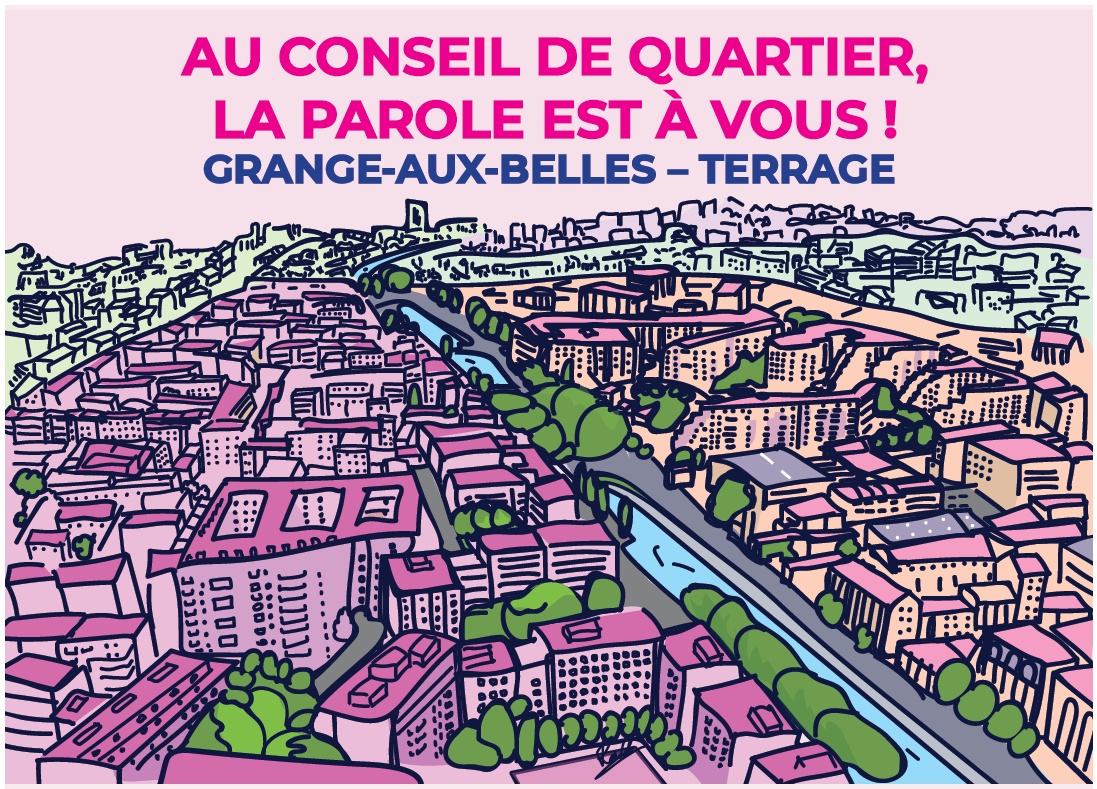 AU CONSEIL DE QUARTIER,
LA PAROLE EST À VOUS !
GRANGE-AUX-BELLES – TERRAGE